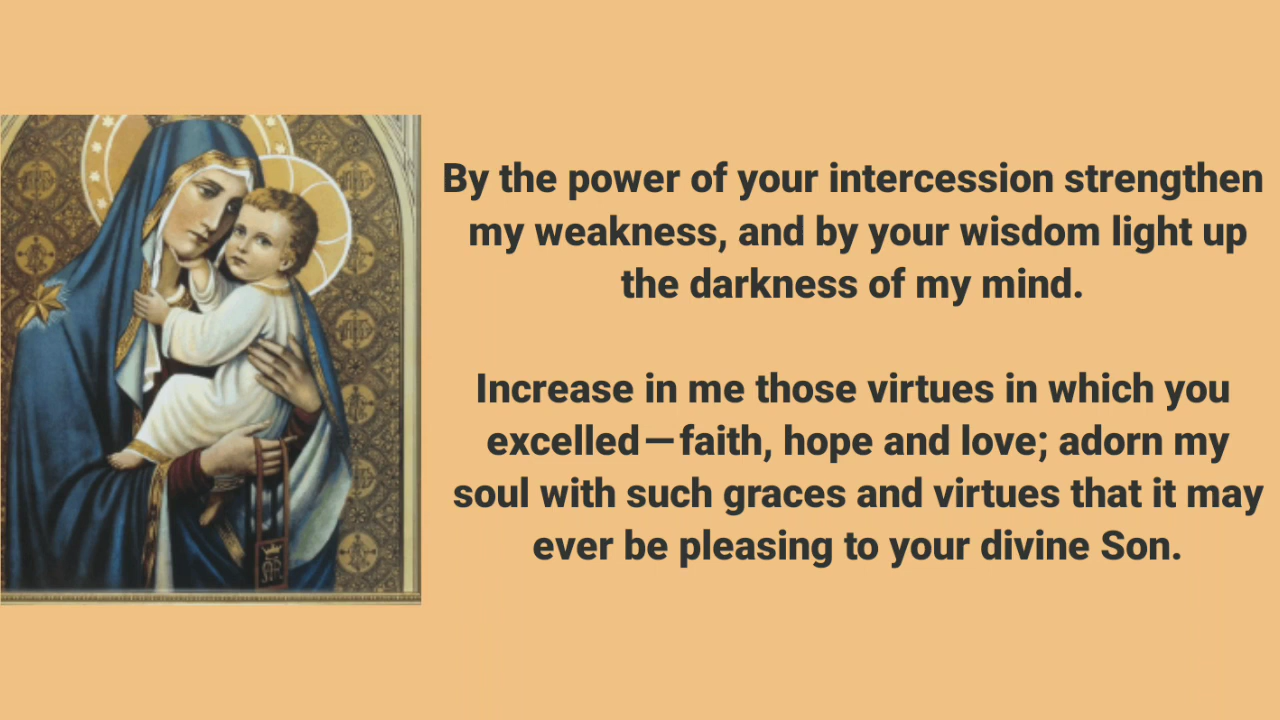 By the power of your intercession strengthen
my weakness, and by your wisdom light up
the darkness of my mind.
Increase in me those virtues in which you
excelled—faith, hope and love; adorn my
soul with such graces and virtues that it may
ever be pleasing to your divine Son.